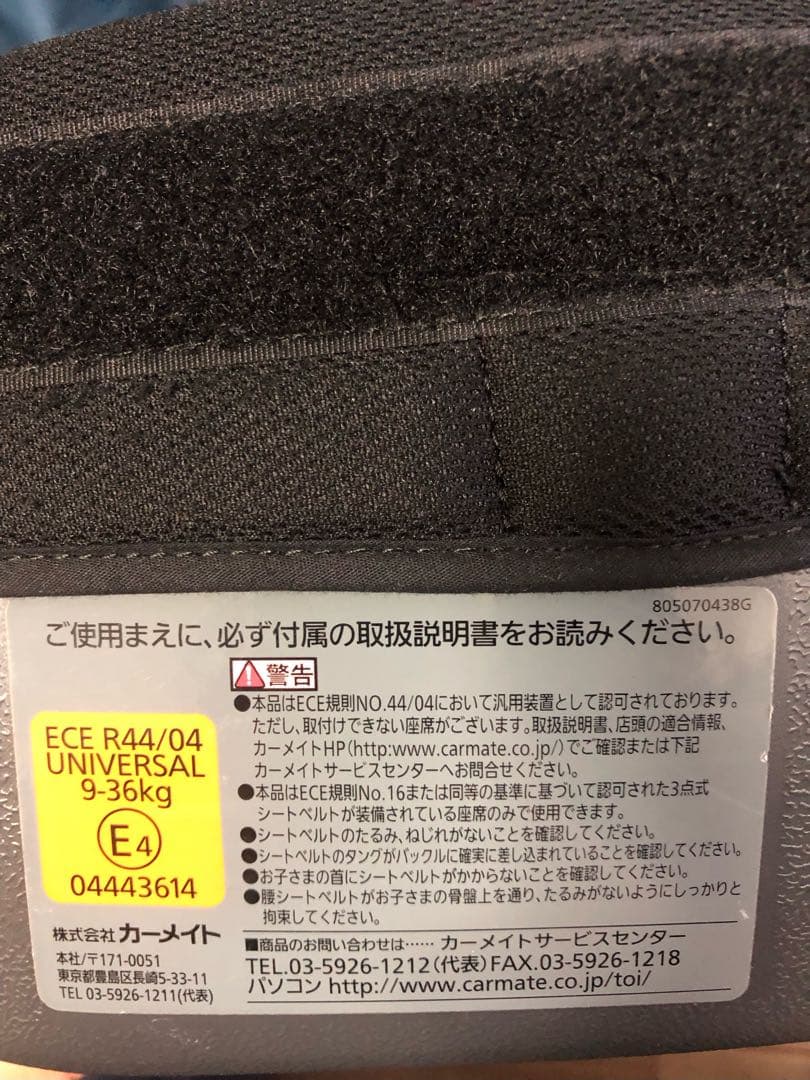 805070438G
ご使用まえに、必ず付属の取扱説明書をお読みください。
警告
●本品はECE規則NO.44/04において汎用装置として認可されております。
ただし、取付けできない座席がございます。取扱説明書、店頭の適合情報、
カーメイトHP(http:www.carmate.co.jp/)でご確認または下記
カーメイトサービスセンターへお問合せください。
●本品はECE規則No.16または同等の基準に基づいて認可された3点式
シートベルトが装備されている座席のみで使用できます。
●シートベルトのたるみ、ねじれがないことを確認してください。
●シートベルトのタングがバックルに確実に差し込まれていることを確認してください。
●お子さまの首にシートベルトがかからないことを確認してください。
●腰シートベルトがお子さまの骨盤上を通り、たるみがないようにしっかりと
拘束してください。
ECE R44/04
UNIVERSAL
9-36kg
E4
04443614
株式会社 カーメイト
本社/〒171-0051
東京都豊島区長崎5-33-11
TEL 03-5926-1211(代表)
■商品のお問い合わせは…… カーメイトサービスセンター
TEL.03-5926-1212(代表)FAX.03-5926-1218
パソコン http://www.carmate.co.jp/toi/